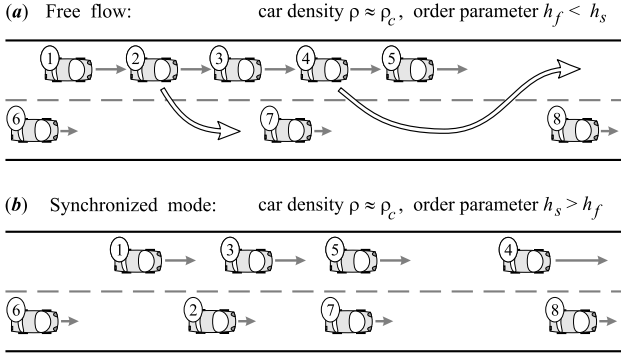 (a) Free flow: car density ρ ≈ ρc, order parameter hf < hs
1 2 3 4 5
6 7 8
(b) Synchronized mode: car density ρ ≈ ρc, order parameter hs > hf
1 3 5 4
6 2 7 8